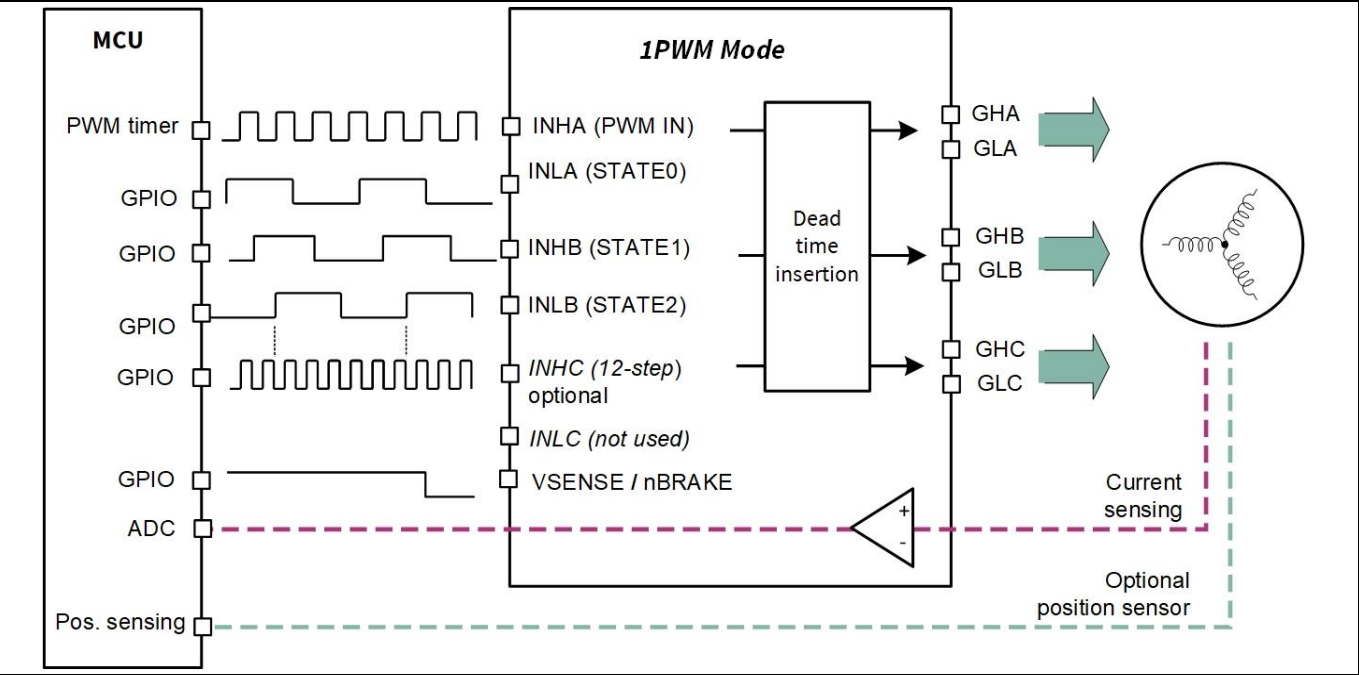 MCU
1PWM Mode
PWM timer
INHA (PWM IN)
GHA
GLA
GPIO
INLA (STATE0)
GPIO
INHB (STATE1)
Dead
time
insertion
GHB
GLB
GPIO
INLB (STATE2)
GPIO
INHC (12-step)
optional
GHC
GLC
INLC (not used)
GPIO
VSENSE / nBRAKE
Current
sensing
ADC
+
-
Optional
position sensor
Pos. sensing